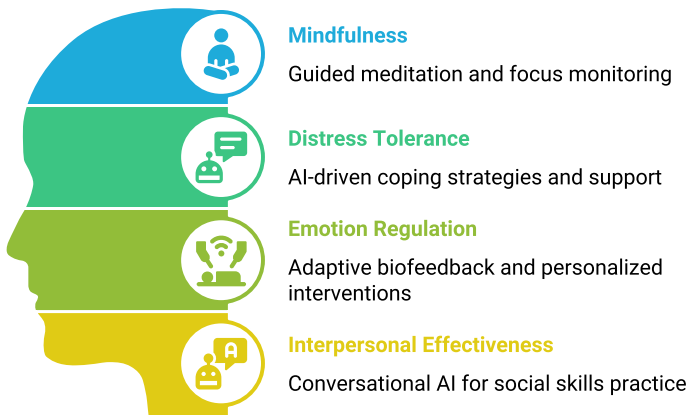 Mindfulness
Guided meditation and focus monitoring
Distress Tolerance
AI-driven coping strategies and support
Emotion Regulation
Adaptive biofeedback and personalized
interventions
A
Interpersonal Effectiveness
Conversational AI for social skills practice